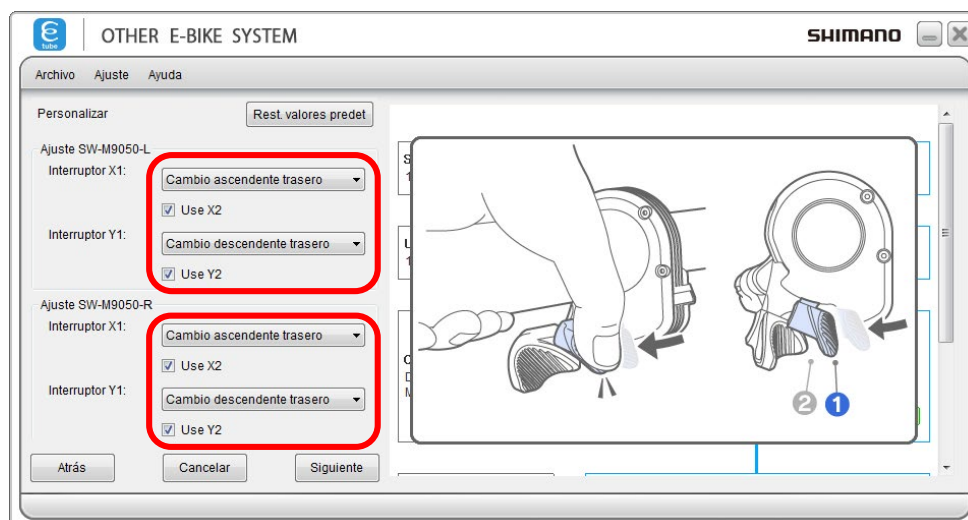 e
tube
OTHER E-BIKE SYSTEM
SHIMANO
Archivo Ajuste Ayuda
Personalizar
Rest. valores predet
Ajuste SW-M9050-L
Interruptor X1:
Cambio ascendente trasero
Use X2
Interruptor Y1:
Cambio descendente trasero
Use Y2
Ajuste SW-M9050-R
Interruptor X1:
Cambio ascendente trasero
Use X2
Interruptor Y1:
Cambio descendente trasero
Use Y2
Atrás
Cancelar
Siguiente
2 1